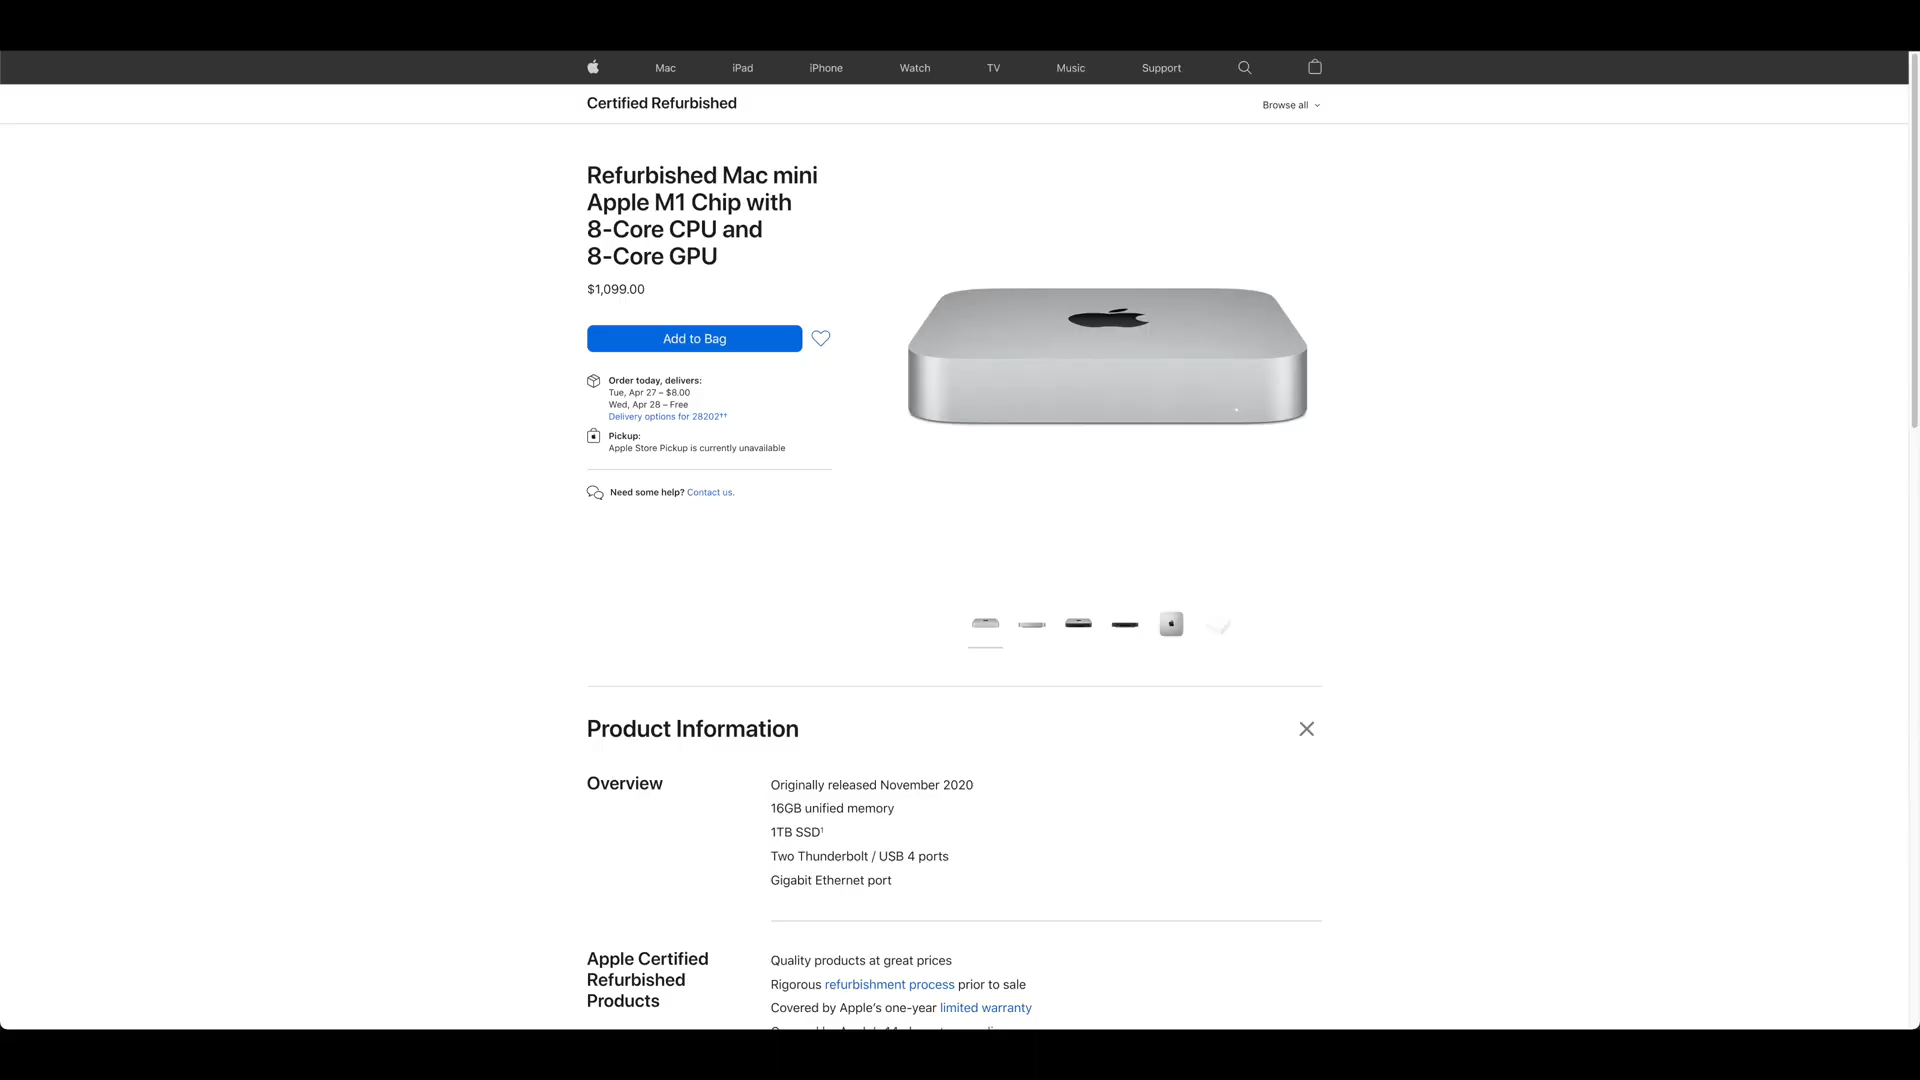 Mac iPad iPhone Watch TV Music Support
Certified Refurbished
Browse all
Refurbished Mac mini
Apple M1 Chip with
8-Core CPU and
8-Core GPU
$1,099.00
Add to Bag
Order today, delivers:
Tue, Apr 27 – $8.00
Wed, Apr 28 – Free
Delivery options for 28202††
Pickup:
Apple Store Pickup is currently unavailable
Need some help? Contact us.
Product Information
Overview
Originally released November 2020
16GB unified memory
1TB SSD¹
Two Thunderbolt / USB 4 ports
Gigabit Ethernet port
Apple Certified
Refurbished
Products
Quality products at great prices
Rigorous refurbishment process prior to sale
Covered by Apple's one-year limited warranty